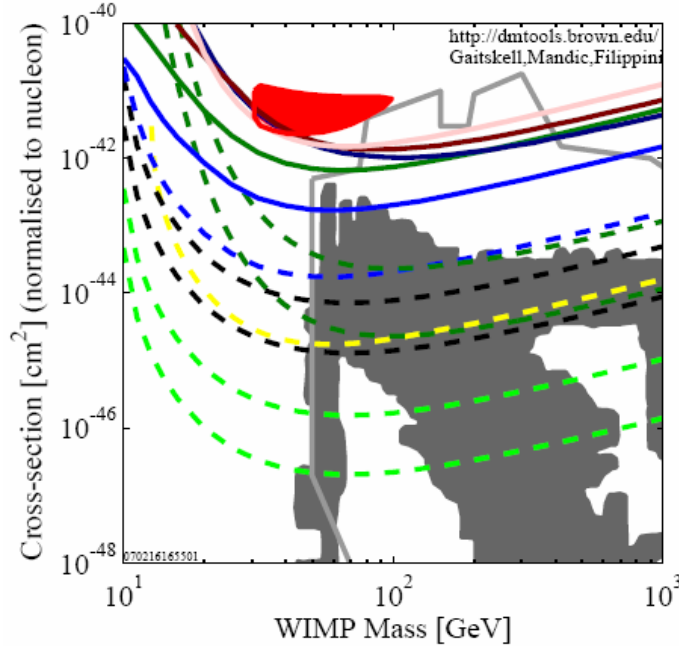 10^-40
http://dmtools.brown.edu/
Gaitskell,Mandic,Filippini
10^-42
10^-44
10^-46
10^-48
Cross-section [cm^2] (normalised to nucleon)
070216165501
10^1
10^2
10^3
WIMP Mass [GeV]